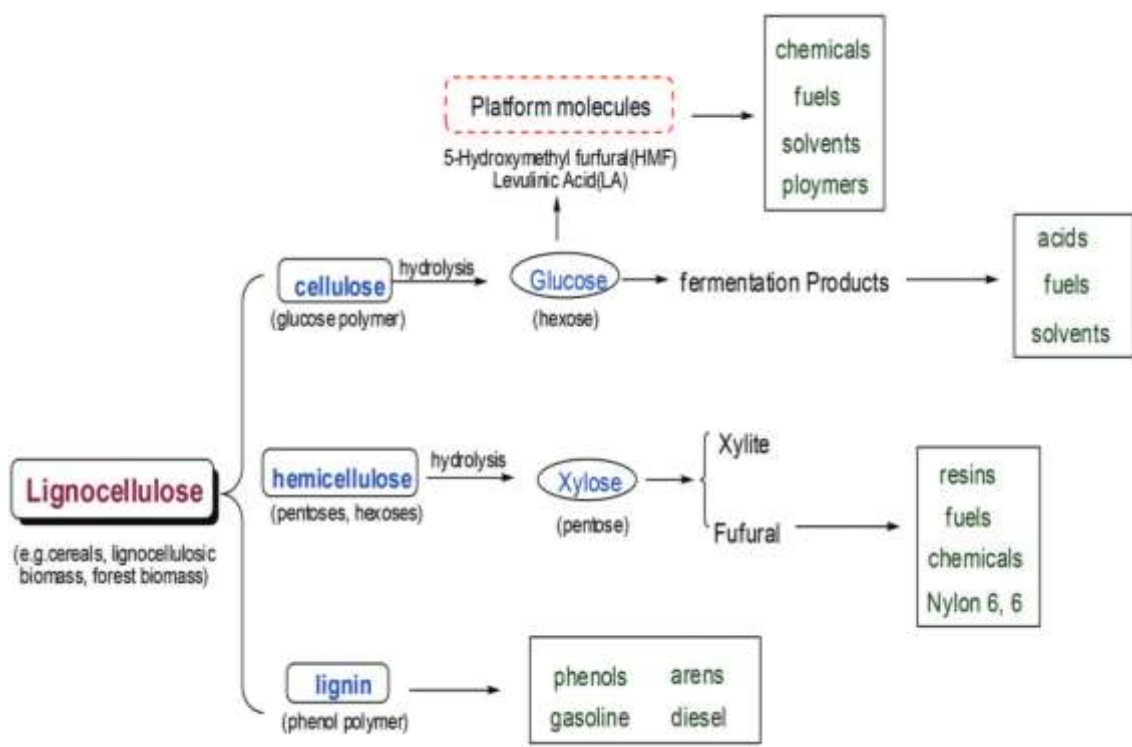 chemicals
fuels
solvents
ploymers
Platform molecules
5-Hydroxymethyl furfural(HMF)
Levulinic Acid(LA)
acids
fuels
solvents
cellulose
(glucose polymer)
hydrolysis
Glucose
(hexose)
fermentation Products
Lignocellulose
(e.g.cereals, lignocellulosic
biomass, forest biomass)
hemicellulose
(pentoses, hexoses)
hydrolysis
Xylose
(pentose)
Xylite
Fufural
resins
fuels
chemicals
Nylon 6, 6
lignin
(phenol polymer)
phenols arens
gasoline diesel